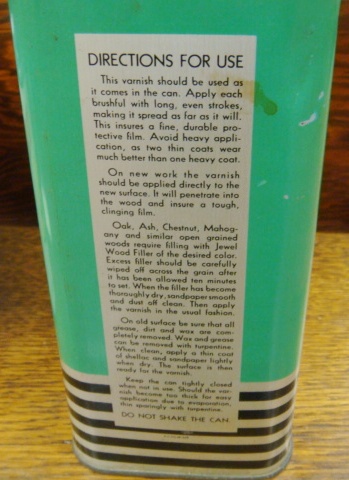 DIRECTIONS FOR USE
This varnish should be used as
it comes in the can. Apply each
brushful with long, even strokes,
making it spread as far as it will.
This insures a fine, durable pro-
tective film. Avoid heavy appli-
cation, as two thin coats wear
much better than one heavy coat.
On new work the varnish
should be applied directly to the
new surface. It will penetrate into
the wood and insure a tough,
clinging film.
Oak, Ash, Chestnut, Mahog-
any and similar open grained
woods require filling with Jewel
Wood Filler of the desired color.
Excess filler should be carefully
wiped off across the grain after
it has been allowed ten minutes
to set. When the filler has become
thoroughly dry, sandpaper smooth
and dust off clean. Then apply
the varnish in the usual fashion.
On old surface be sure that all
grease, dirt and wax are com-
pletely removed. Wax and grease
can be removed with turpentine.
When clean, apply a thin coat
of shellac and sandpaper lightly
when dry. The surface is then
ready for the varnish.
Keep the can tightly closed
when not in use. Should the var-
nish become too thick for easy
application due to evaporation,
thin sparingly with turpentine.
DO NOT SHAKE THE CAN